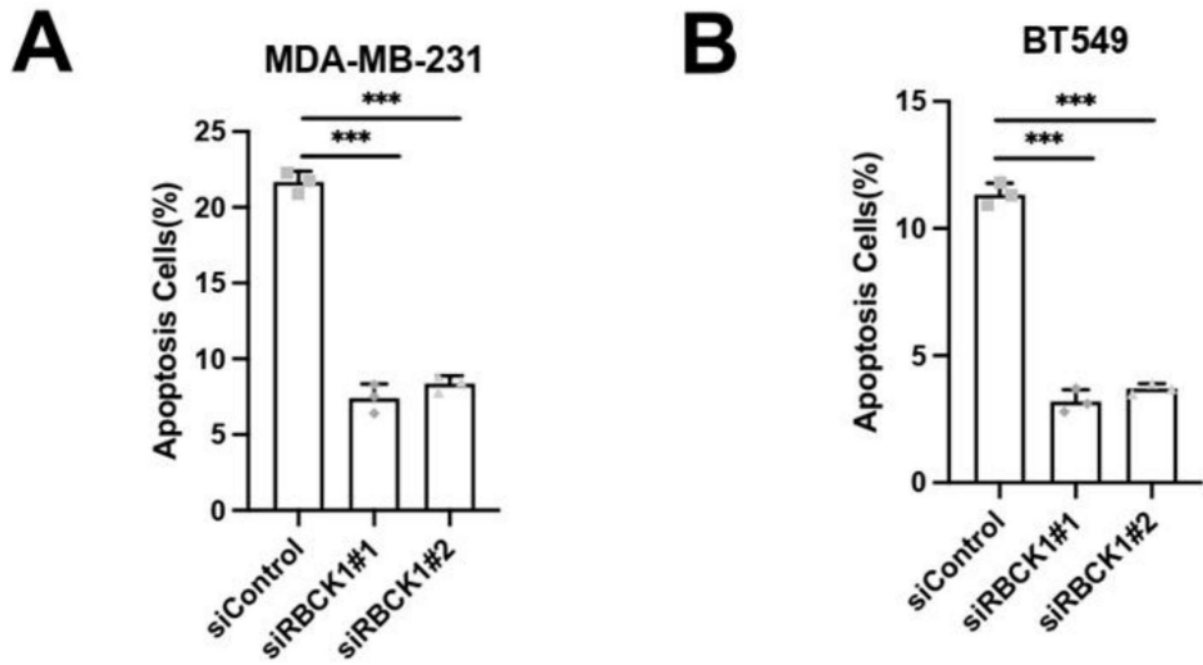 A
MDA-MB-231
***
***
Apoptosis Cells(%)
25
20
15
10
5
0
siControl
siRBCK1#1
siRBCK1#2
B
BT549
***
***
Apoptosis Cells(%)
15
10
5
0
siControl
siRBCK1#1
siRBCK1#2